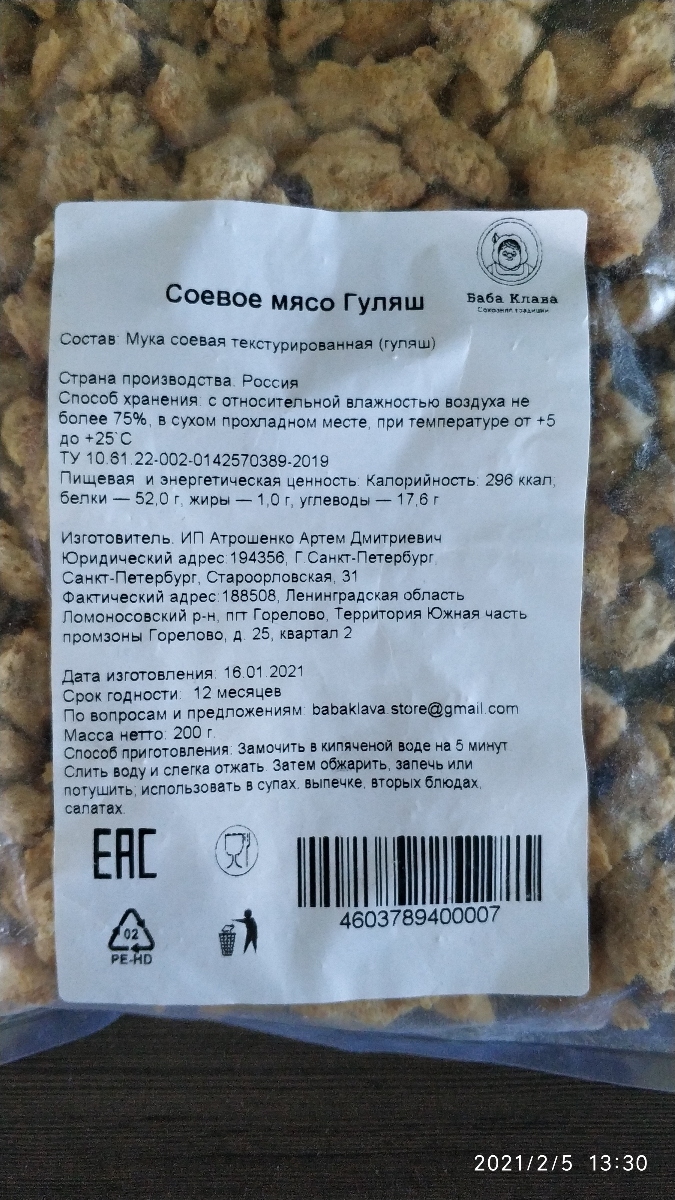 Баба Клава
Сохраняя традиции
Соевое мясо Гуляш
Состав: Мука соевая текстурированная (гуляш)
Страна производства: Россия
Способ хранения: с относительной влажностью воздуха не
более 75%, в сухом прохладном месте, при температуре от +5
до +25°С
ТУ 10.61.22-002-0142570389-2019
Пищевая и энергетическая ценность: Калорийность: 296 ккал,
белки — 52,0 г, жиры — 1,0 г, углеводы — 17,6 г
Изготовитель: ИП Атрошенко Артем Дмитриевич
Юридический адрес:194356, Г.Санкт-Петербург,
Санкт-Петербург, Староорловская, 31
Фактический адрес:188508, Ленинградская область
Ломоносовский р-н, пгт Горелово, Территория Южная часть
промзоны Горелово, д. 25, квартал 2
Дата изготовления: 16.01.2021
Срок годности: 12 месяцев
По вопросам и предложениям: babaklava.store@gmail.com
Масса нетто: 200 г.
Способ приготовления: Замочить в кипяченой воде на 5 минут.
Слить воду и слегка отжать. Затем обжарить, запечь или
потушить; использовать в супах, выпечке, вторых блюдах,
салатах.
EAC
4603789400007
02
PE-HD
2021/2/5 13:30